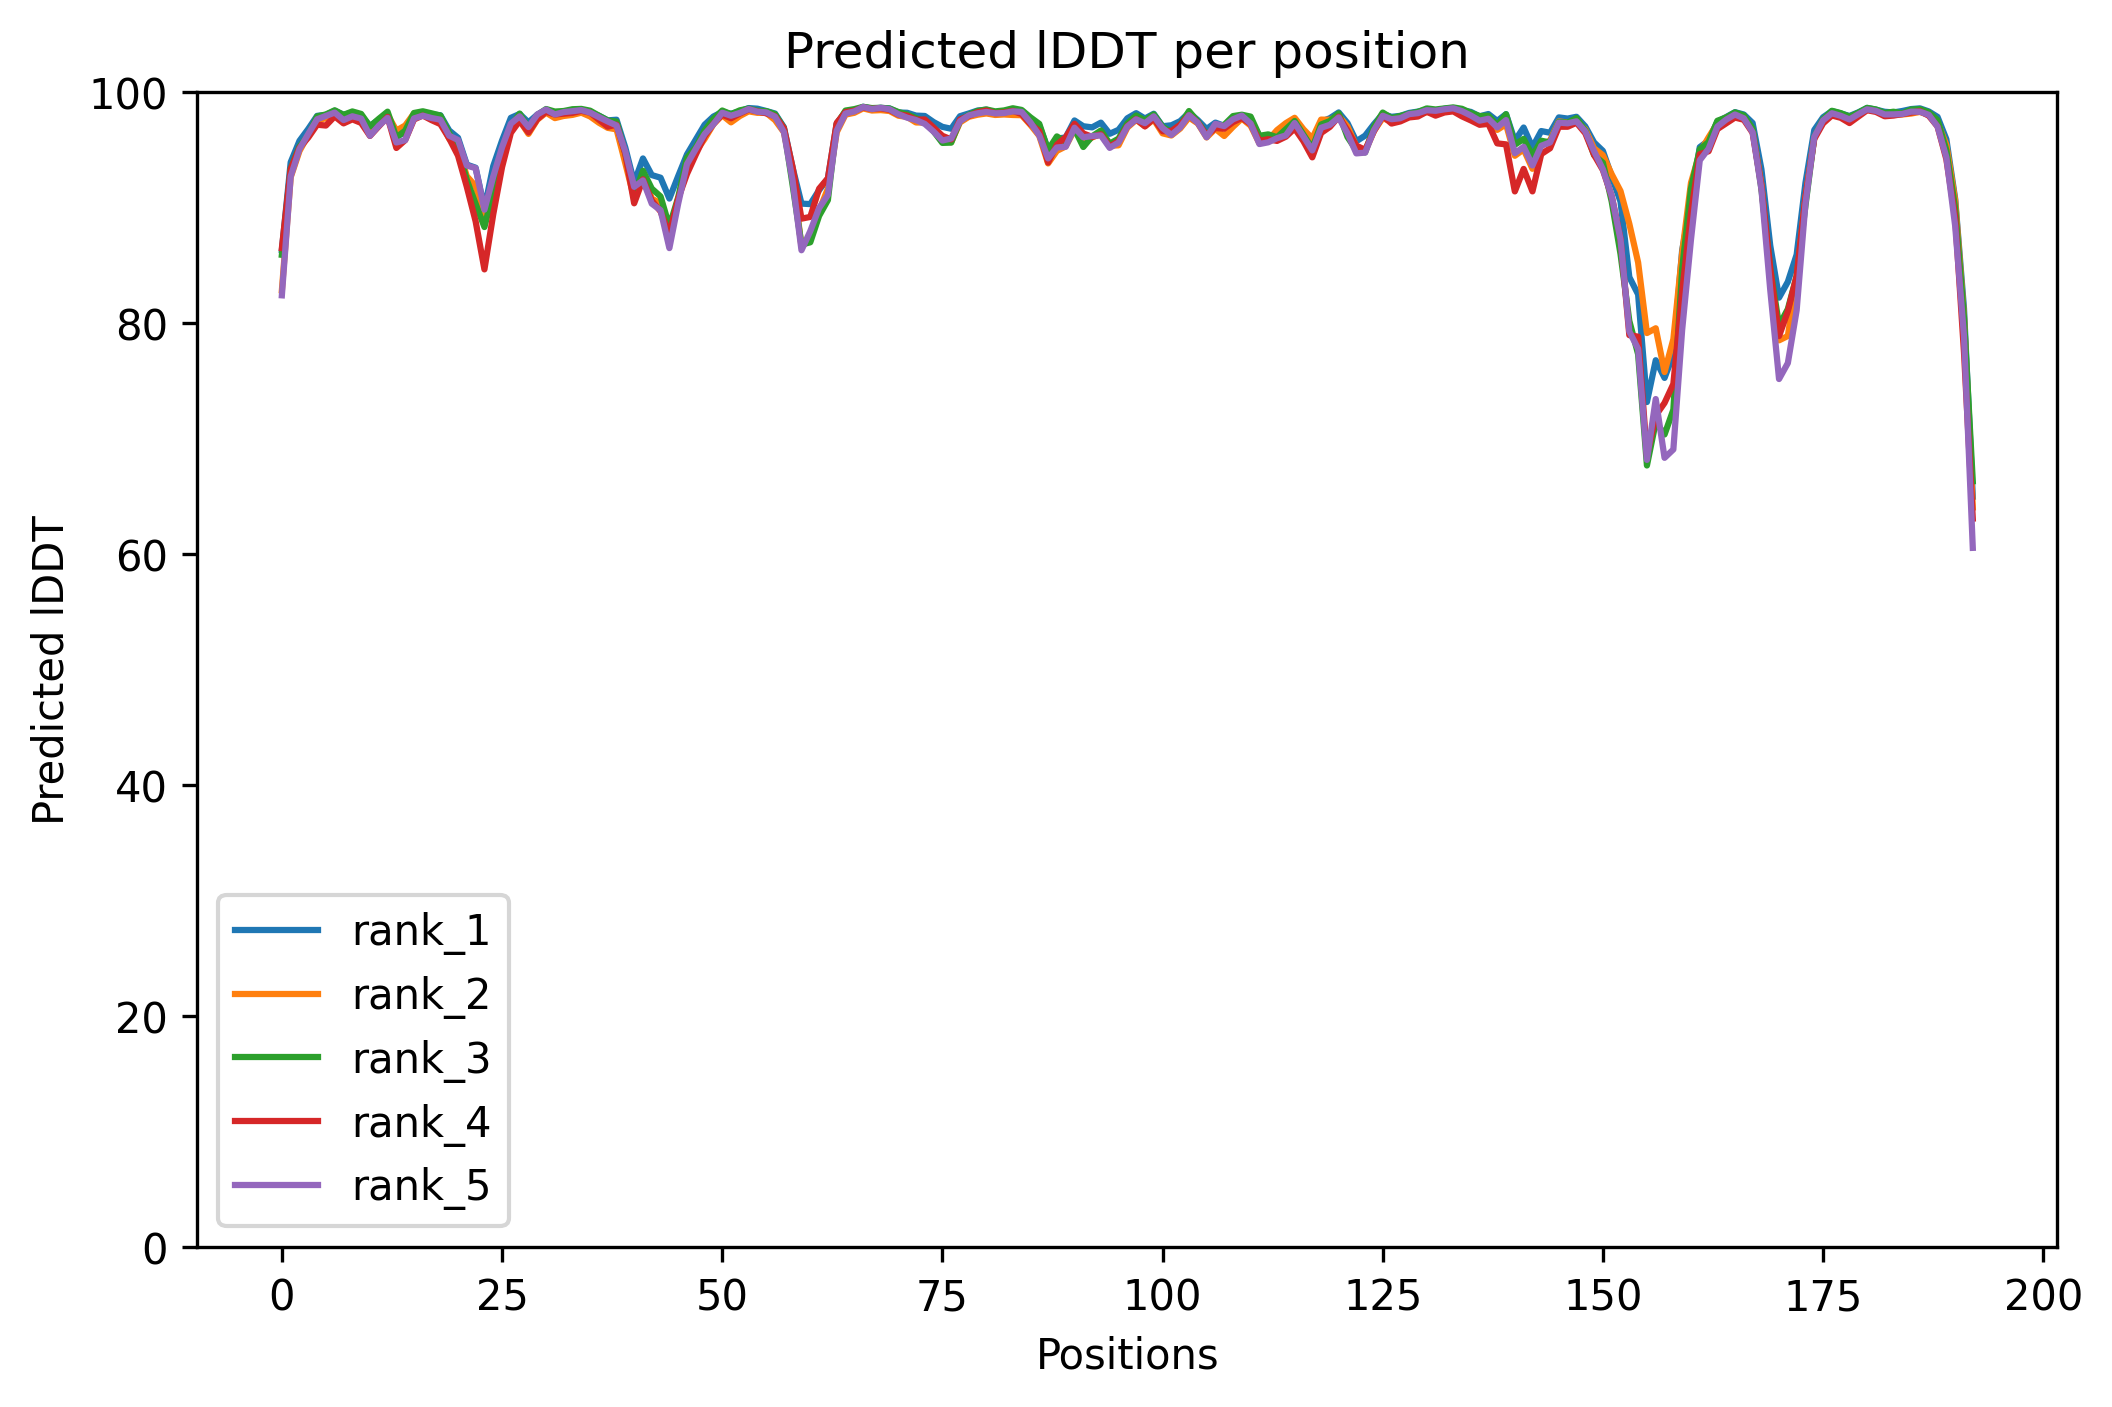 Predicted lDDT per position
100
80
60
40
20
0
Predicted lDDT
rank_1
rank_2
rank_3
rank_4
rank_5
0 25 50 75 100 125 150 175 200
Positions